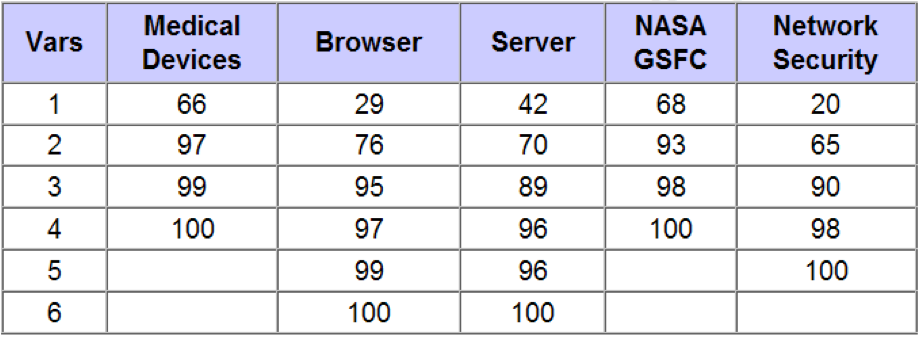 Vars Medical Devices Browser Server NASA GSFC Network Security
1 66 29 42 68 20
2 97 76 70 93 65
3 99 95 89 98 90
4 100 97 96 100 98
5 99 96 100
6 100 100